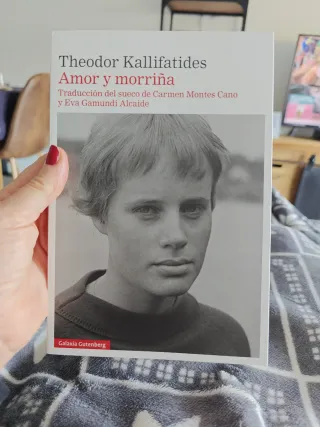 Theodor Kallifatides
Amor y morriña
Traducción del sueco de Carmen Montes Cano
y Eva Gamundi Alcaide
Galaxia Gutenberg